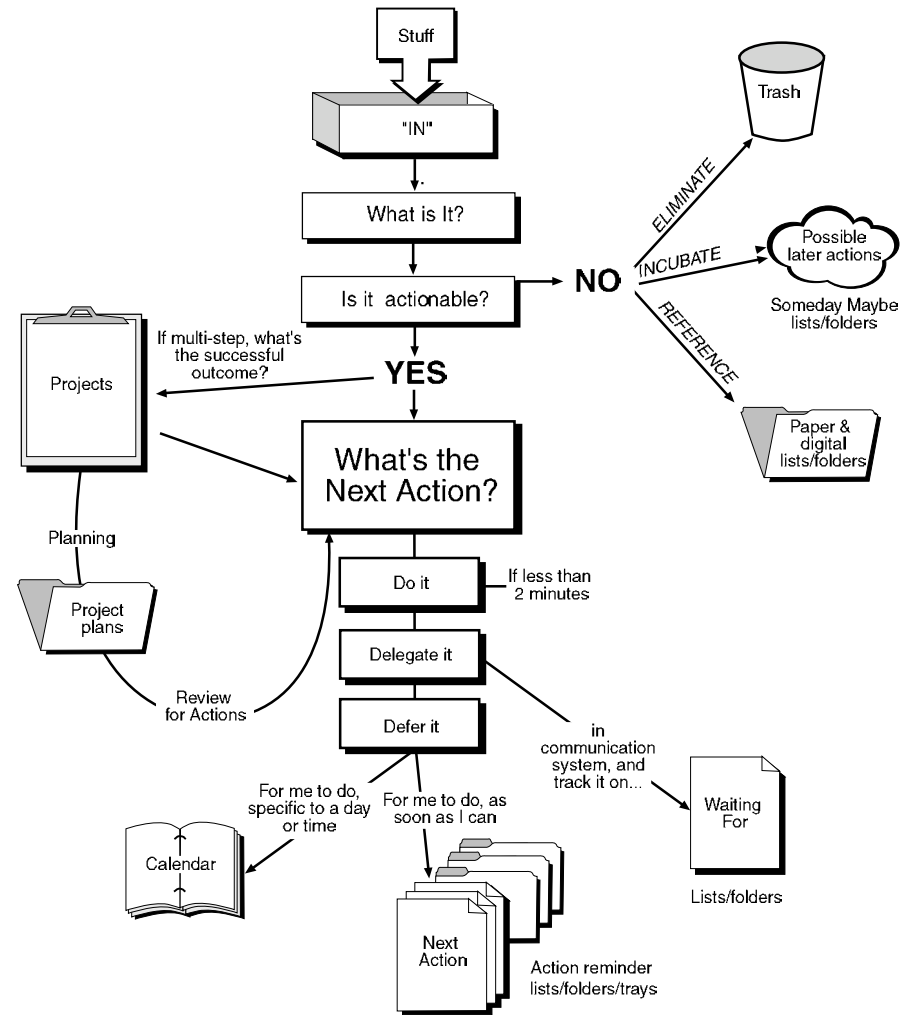 Stuff
"IN"
What is It?
Is it actionable?
NO
YES
ELIMINATE
Trash
INCUBATE
Possible
later actions
Someday Maybe
lists/folders
REFERENCE
Paper &
digital
lists/folders
If multi-step, what's
the successful
outcome?
Projects
Planning
Project
plans
Review
for Actions
What's the
Next Action?
Do it
If less than
2 minutes
Delegate it
in
communication
system, and
track it on...
Waiting
For
Lists/folders
Defer it
For me to do,
specific to a day
or time
Calendar
For me to do, as
soon as I can
Next
Action
Action reminder
lists/folders/trays